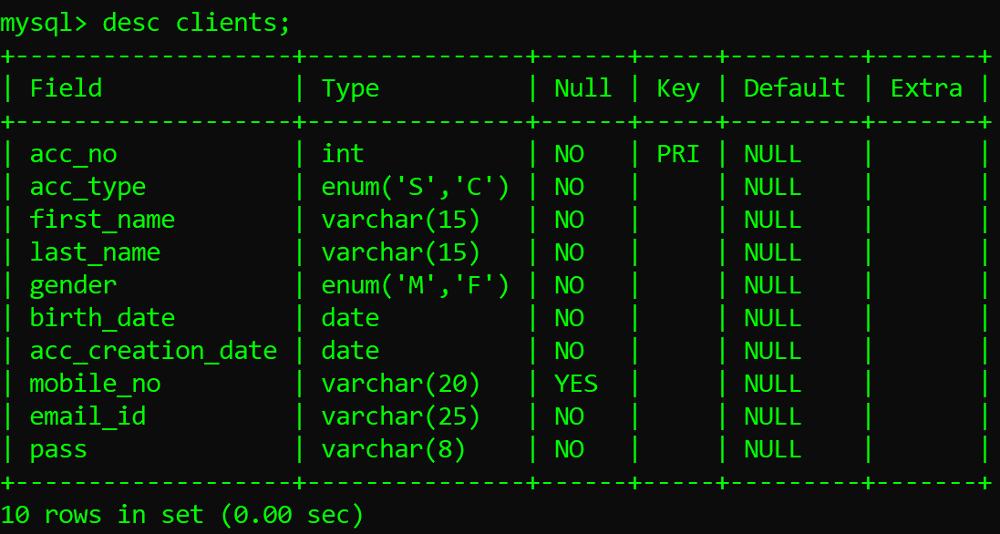 mysql> desc clients;
+-------------------+---------------+------+-----+---------+-------+
| Field             | Type          | Null | Key | Default | Extra |
+-------------------+---------------+------+-----+---------+-------+
| acc_no            | int           | NO   | PRI | NULL    |       |
| acc_type          | enum('S','C') | NO   |     | NULL    |       |
| first_name        | varchar(15)   | NO   |     | NULL    |       |
| last_name         | varchar(15)   | NO   |     | NULL    |       |
| gender            | enum('M','F') | NO   |     | NULL    |       |
| birth_date        | date          | NO   |     | NULL    |       |
| acc_creation_date | date          | NO   |     | NULL    |       |
| mobile_no         | varchar(20)   | YES  |     | NULL    |       |
| email_id          | varchar(25)   | NO   |     | NULL    |       |
| pass              | varchar(8)    | NO   |     | NULL    |       |
+-------------------+---------------+------+-----+---------+-------+
10 rows in set (0.00 sec)